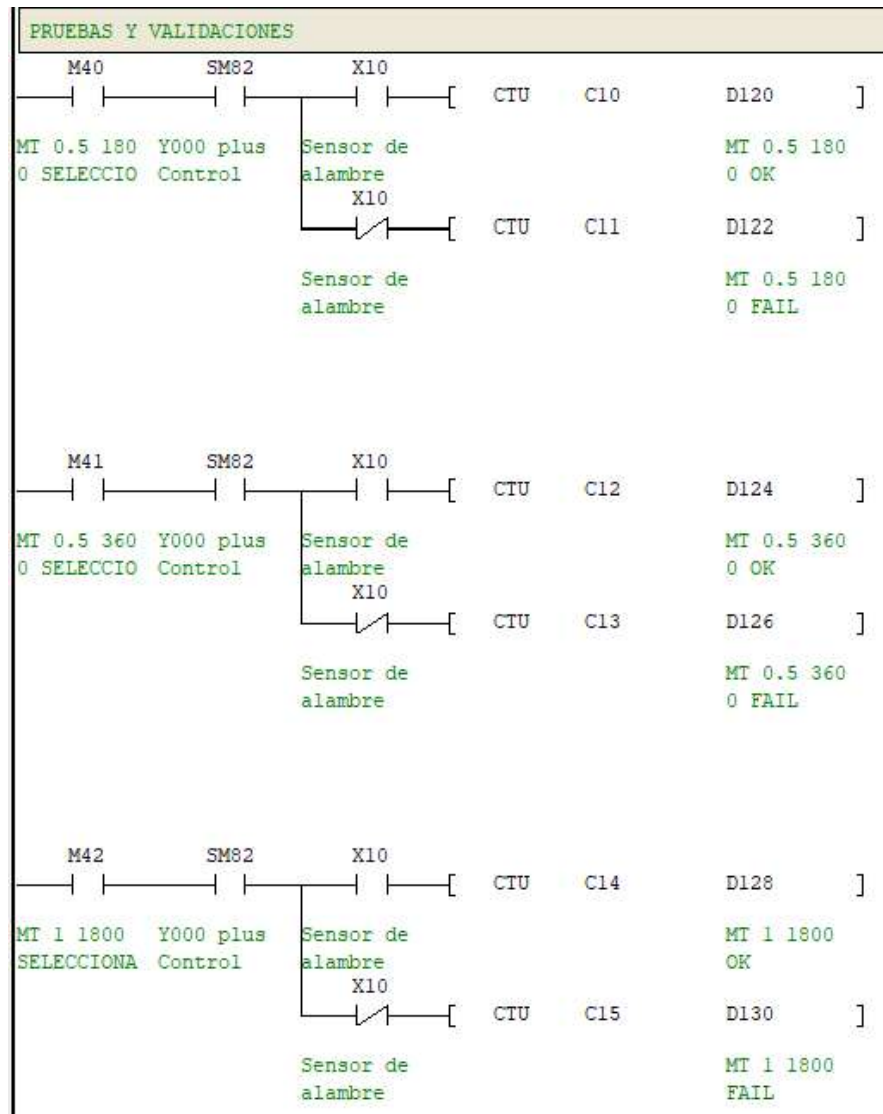 PRUEBAS Y VALIDACIONES
M40 SM82 X10
[ CTU C10 D120 ]
MT 0.5 180 Y000 plus Sensor de MT 0.5 180
0 SELECCIO Control alambre 0 OK
X10
[ CTU C11 D122 ]
Sensor de MT 0.5 180
alambre 0 FAIL
M41 SM82 X10
[ CTU C12 D124 ]
MT 0.5 360 Y000 plus Sensor de MT 0.5 360
0 SELECCIO Control alambre 0 OK
X10
[ CTU C13 D126 ]
Sensor de MT 0.5 360
alambre 0 FAIL
M42 SM82 X10
[ CTU C14 D128 ]
MT 1 1800 Y000 plus Sensor de MT 1 1800
SELECCIONA Control alambre OK
X10
[ CTU C15 D130 ]
Sensor de MT 1 1800
alambre FAIL